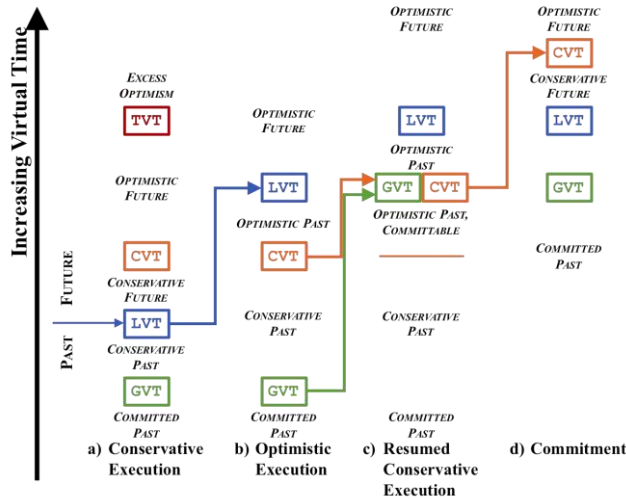 Increasing Virtual Time
FUTURE
PAST
EXCESS
OPTIMISM
TVT
OPTIMISTIC
FUTURE
CVT
CONSERVATIVE
FUTURE
LVT
CONSERVATIVE
PAST
GVT
COMMITTED
PAST
a) Conservative
Execution
OPTIMISTIC
FUTURE
LVT
OPTIMISTIC PAST
CVT
CONSERVATIVE
PAST
GVT
COMMITTED
PAST
b) Optimistic
Execution
OPTIMISTIC
FUTURE
LVT
OPTIMISTIC
PAST
GVT CVT
OPTIMISTIC PAST,
COMMITTABLE
CONSERVATIVE
PAST
COMMITTED
PAST
c) Resumed
Conservative
Execution
OPTIMISTIC
FUTURE
CVT
CONSERVATIVE
FUTURE
LVT
GVT
COMMITTED
PAST
d) Commitment